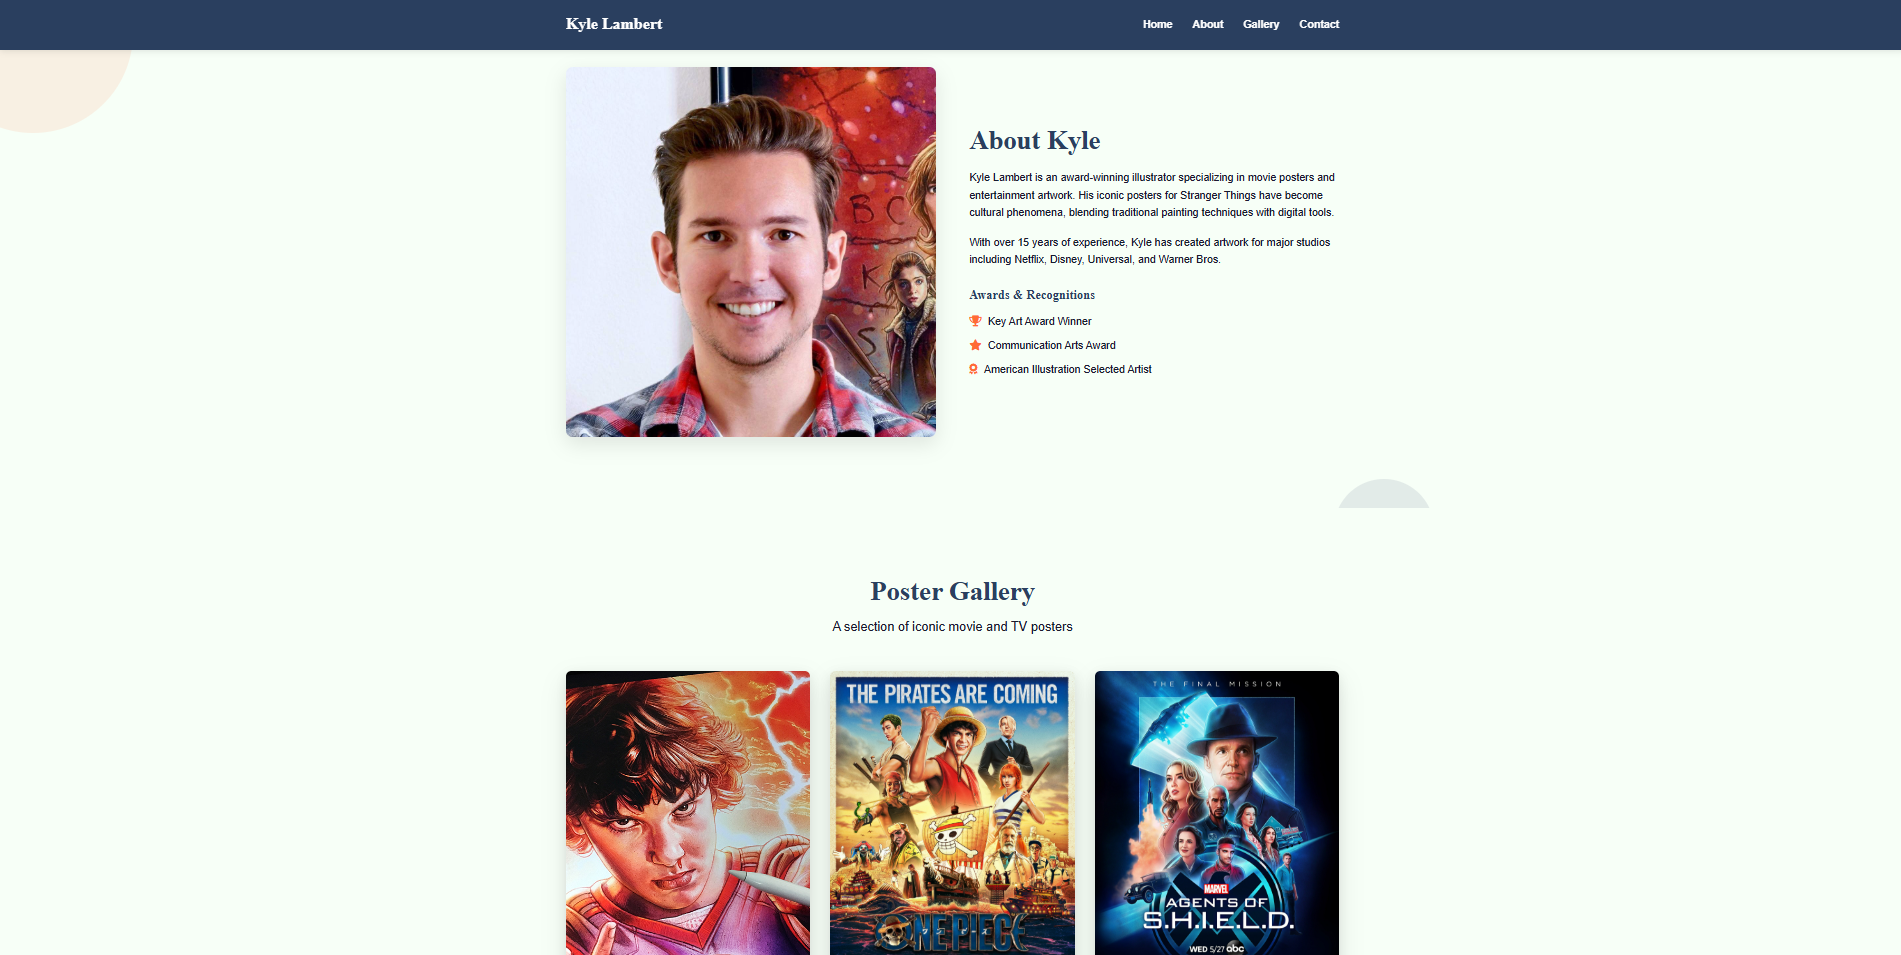 Kyle Lambert
Home About Gallery Contact
B C
K
S
About Kyle
Kyle Lambert is an award-winning illustrator specializing in movie posters and
entertainment artwork. His iconic posters for Stranger Things have become
cultural phenomena, blending traditional painting techniques with digital tools.
With over 15 years of experience, Kyle has created artwork for major studios
including Netflix, Disney, Universal, and Warner Bros.
Awards & Recognitions
Key Art Award Winner
Communication Arts Award
American Illustration Selected Artist
Poster Gallery
A selection of iconic movie and TV posters
THE PIRATES ARE COMING
ONE PIECE
THE FINAL MISSION
MARVEL
AGENTS OF
S.H.I.E.L.D.
WED 5/27 abc